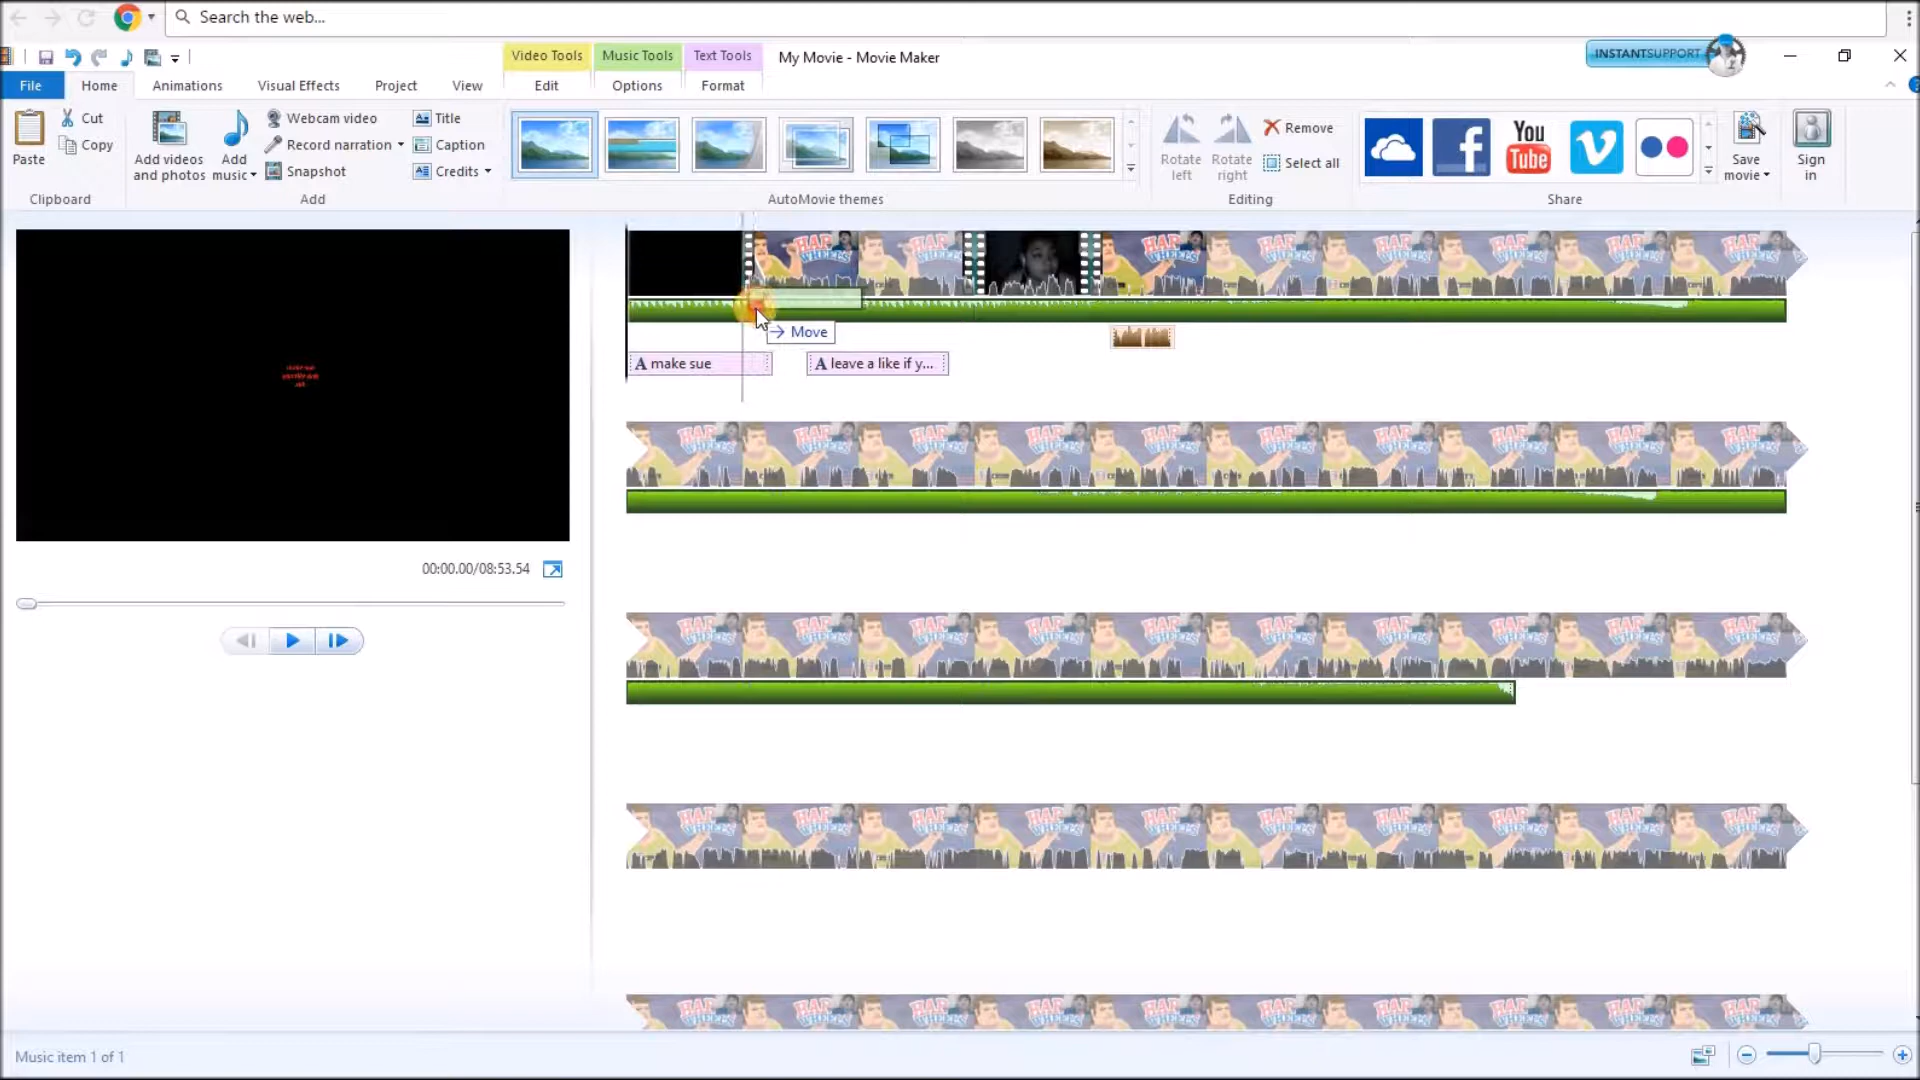 Search the web...
Video Tools
Music Tools
Text Tools
My Movie - Movie Maker
INSTANTSUPPORT
File
Home
Animations
Visual Effects
Project
View
Edit
Options
Format
Paste
Cut
Copy
Clipboard
Add videos
and photos
Add
music
Webcam video
Record narration
Snapshot
Title
Caption
Credits
Add
AutoMovie themes
Rotate
left
Rotate
right
Remove
Select all
Editing
You
Tube
Share
Save
movie
Sign
in
Move
A make sue
A leave a like if y...
00:00.00/08:53.54
Music item 1 of 1